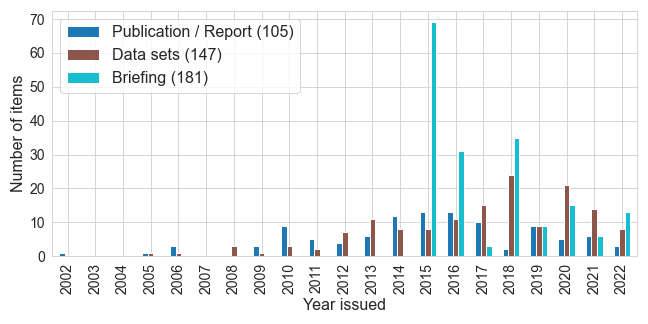 Publication / Report (105)
Data sets (147)
Briefing (181)
Number of items
70
60
50
40
30
20
10
0
2002 2003 2004 2005 2006 2007 2008 2009 2010 2011 2012 2013 2014 2015 2016 2017 2018 2019 2020 2021 2022
Year issued